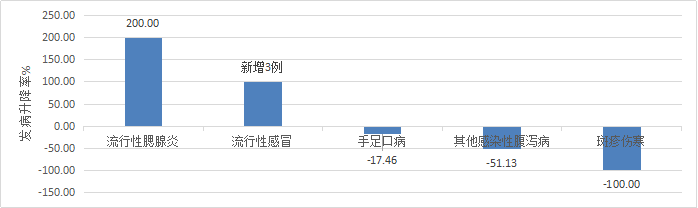 250.00
200.00
150.00
100.00
50.00
0.00
-50.00
-100.00
-150.00
发病升降率%
200.00
新增3例
流行性腮腺炎
流行性感冒
手足口病
其他感染性腹泻病
斑疹伤寒
-17.46
-51.13
-100.00